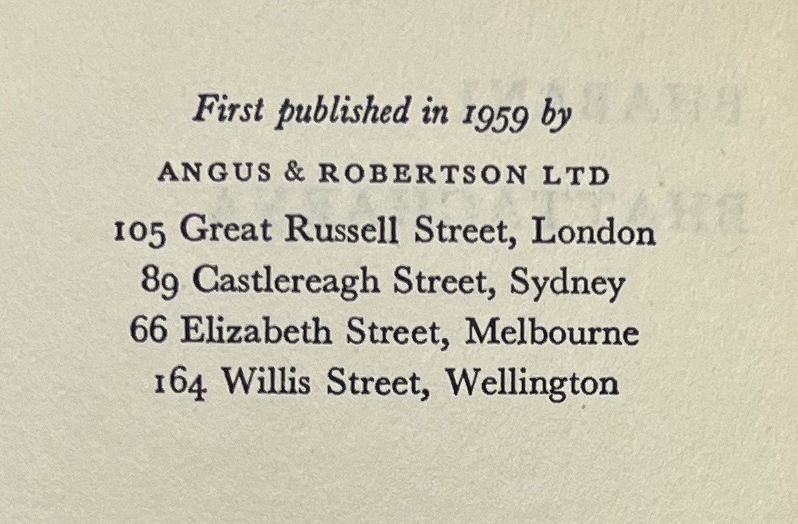 First published in 1959 by
ANGUS & ROBERTSON LTD
105 Great Russell Street, London
89 Castlereagh Street, Sydney
66 Elizabeth Street, Melbourne
164 Willis Street, Wellington